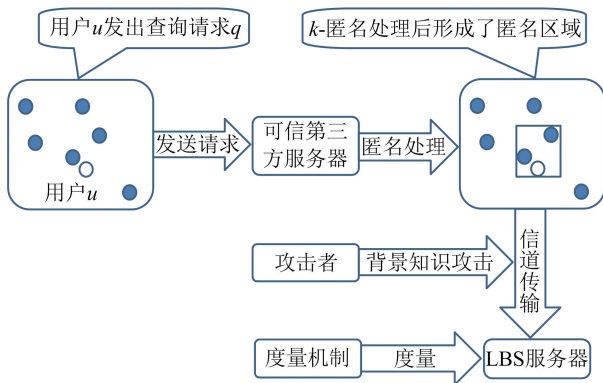 用户u发出查询请求q
k-匿名处理后形成了匿名区域
用户u
发送请求
可信第三
方服务器
匿名处理
攻击者
背景知识攻击
信道传输
度量机制
度量
LBS服务器